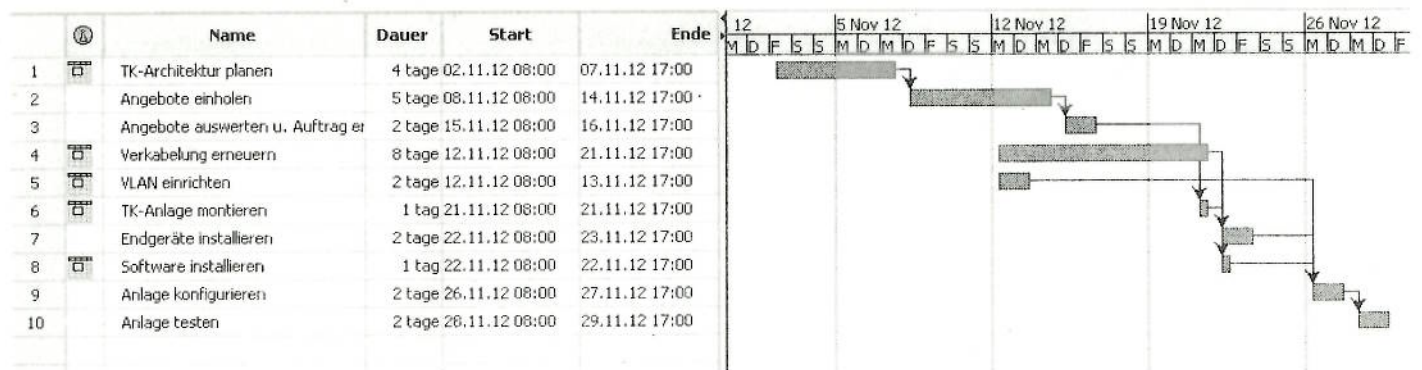 Name Dauer Start Ende
12 5 Nov 12 12 Nov 12 19 Nov 12 26 Nov 12
M D F S S M D M D F S S M D M D F S S M D M D F S S M D M D F
1 TK-Architektur planen 4 tage 02.11.12 08:00 07.11.12 17:00
2 Angebote einholen 5 tage 08.11.12 08:00 14.11.12 17:00
3 Angebote auswerten u. Auftrag er 2 tage 15.11.12 08:00 16.11.12 17:00
4 Verkabelung erneuern 8 tage 12.11.12 08:00 21.11.12 17:00
5 VLAN einrichten 2 tage 12.11.12 08:00 13.11.12 17:00
6 TK-Anlage montieren 1 tag 21.11.12 08:00 21.11.12 17:00
7 Endgeräte installieren 2 tage 22.11.12 08:00 23.11.12 17:00
8 Software installieren 1 tag 22.11.12 08:00 22.11.12 17:00
9 Anlage konfigurieren 2 tage 26.11.12 08:00 27.11.12 17:00
10 Anlage testen 2 tage 28.11.12 08:00 29.11.12 17:00